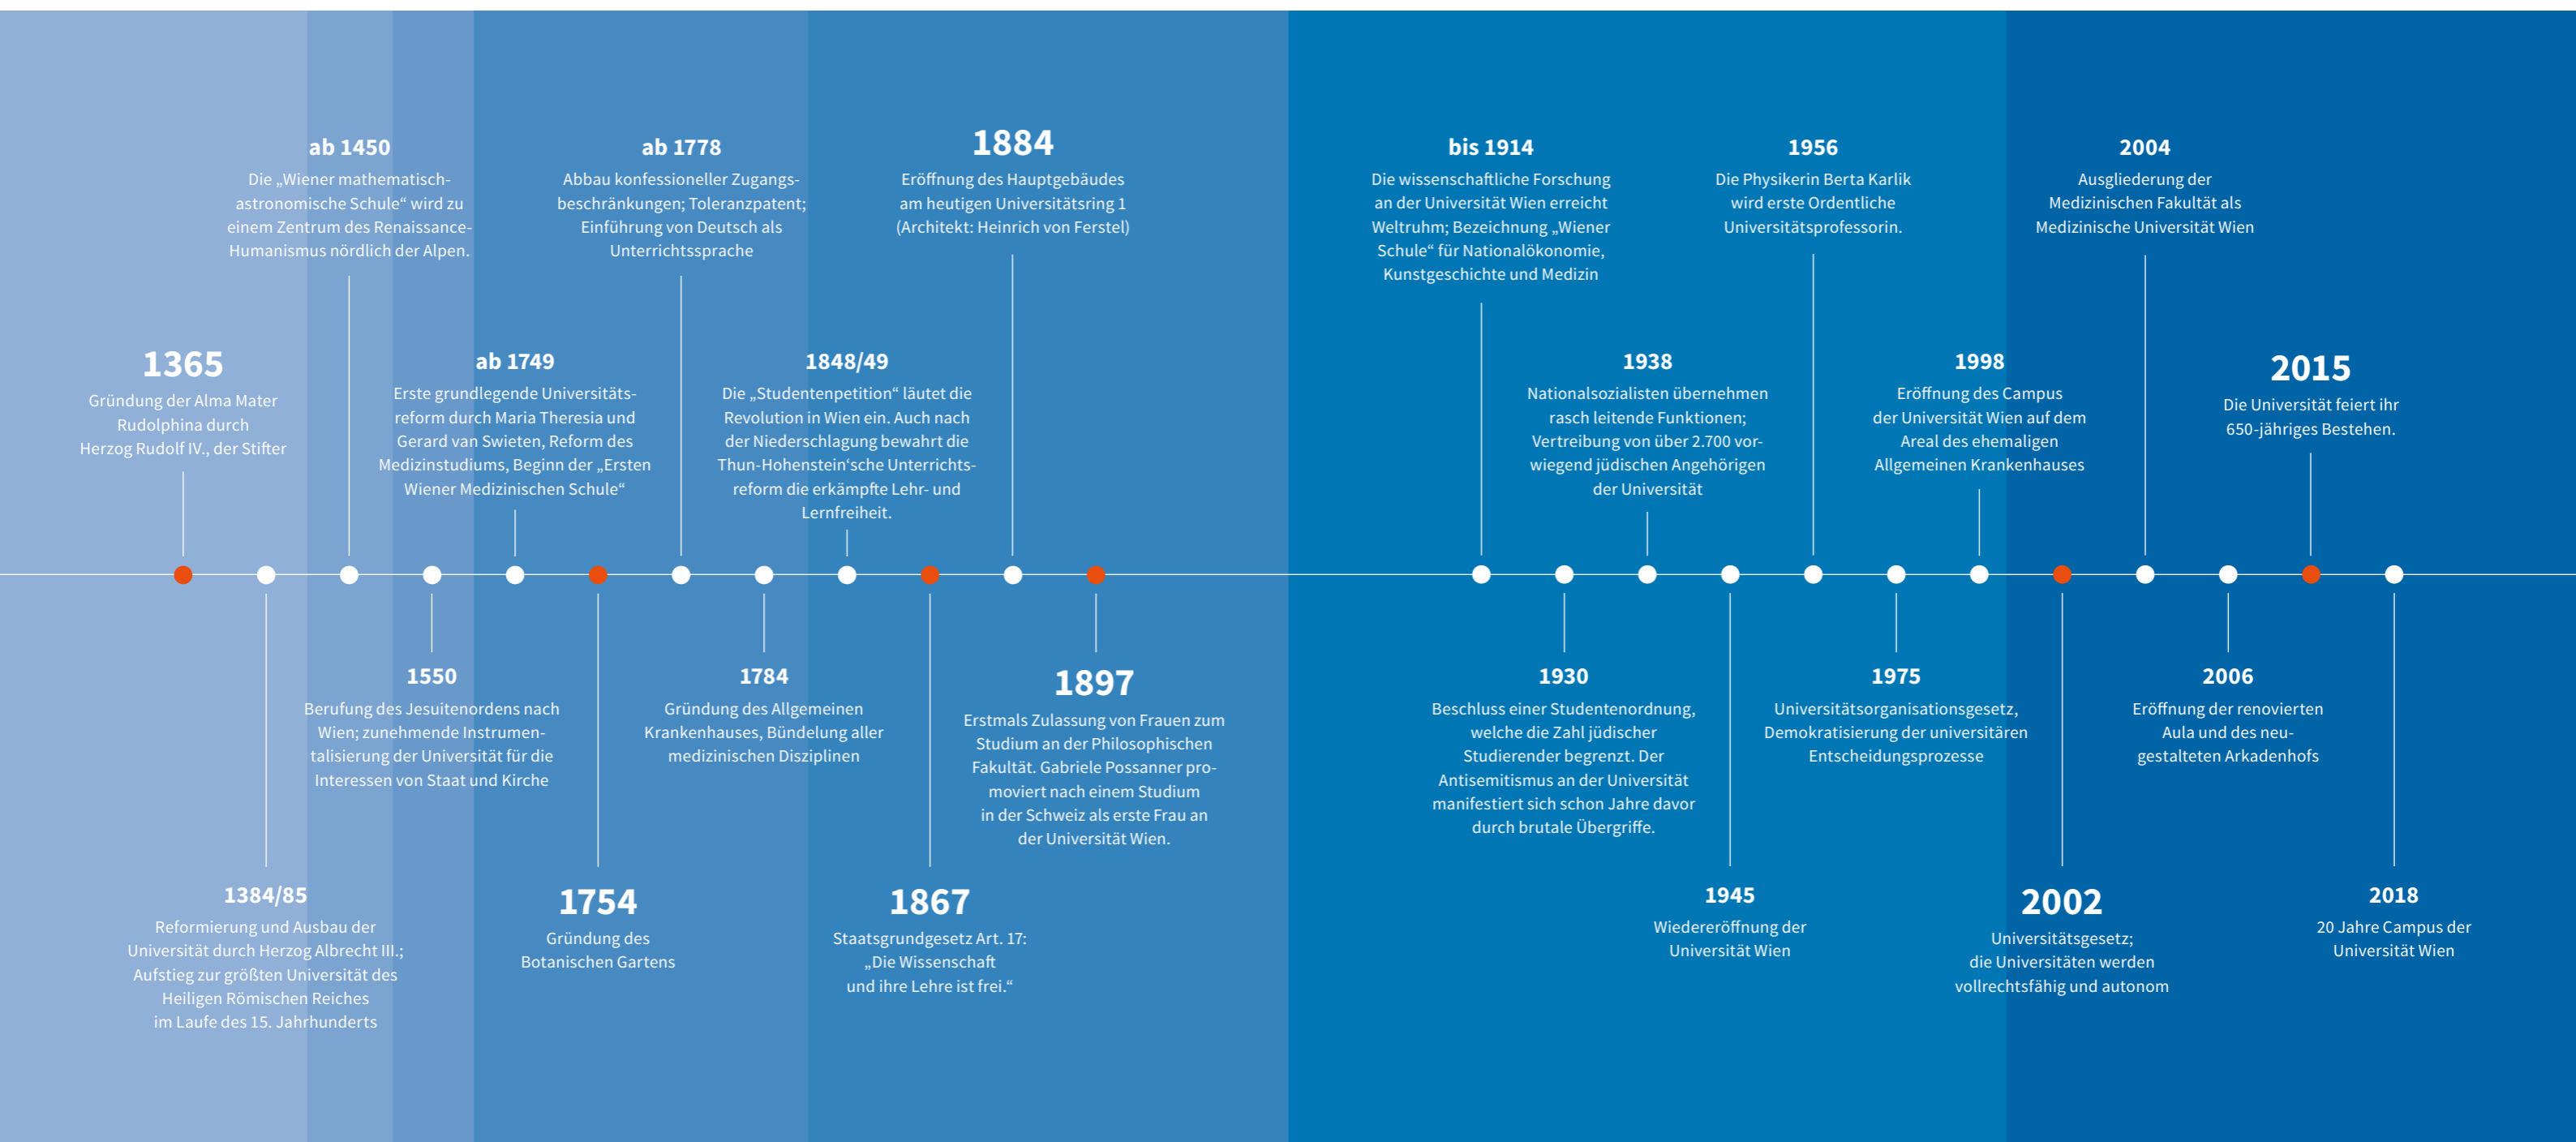 1365
Gründung der Alma Mater
Rudolphina durch
Herzog Rudolf IV., der Stifter
1384/85
Reformierung und Ausbau der
Universität durch Herzog Albrecht III.;
Aufstieg zur größten Universität des
Heiligen Römischen Reiches
im Laufe des 15. Jahrhunderts
ab 1450
Die „Wiener mathematisch-
astronomische Schule“ wird zu
einem Zentrum des Renaissance-
Humanismus nördlich der Alpen.
1550
Berufung des Jesuitenordens nach
Wien; zunehmende Instrumen-
talisierung der Universität für die
Interessen von Staat und Kirche
ab 1749
Erste grundlegende Universitäts-
reform durch Maria Theresia und
Gerard van Swieten, Reform des
Medizinstudiums, Beginn der „Ersten
Wiener Medizinischen Schule“
1754
Gründung des
Botanischen Gartens
ab 1778
Abbau konfessioneller Zugangs-
beschränkungen; Toleranzpatent;
Einführung von Deutsch als
Unterrichtssprache
1784
Gründung des Allgemeinen
Krankenhauses, Bündelung aller
medizinischen Disziplinen
1848/49
Die „Studentenpetition“ läutet die
Revolution in Wien ein. Auch nach
der Niederschlagung bewahrt die
Thun-Hohenstein‘sche Unterrichts-
reform die erkämpfte Lehr- und
Lernfreiheit.
1867
Staatsgrundgesetz Art. 17:
„Die Wissenschaft
und ihre Lehre ist frei.“
1884
Eröffnung des Hauptgebäudes
am heutigen Universitätsring 1
(Architekt: Heinrich von Ferstel)
1897
Erstmals Zulassung von Frauen zum
Studium an der Philosophischen
Fakultät. Gabriele Possanner pro-
moviert nach einem Studium
in der Schweiz als erste Frau an
der Universität Wien.
bis 1914
Die wissenschaftliche Forschung
an der Universität Wien erreicht
Weltruhm; Bezeichnung „Wiener
Schule“ für Nationalökonomie,
Kunstgeschichte und Medizin
1930
Beschluss einer Studentenordnung,
welche die Zahl jüdischer
Studierender begrenzt. Der
Antisemitismus an der Universität
manifestiert sich schon Jahre davor
durch brutale Übergriffe.
1938
Nationalsozialisten übernehmen
rasch leitende Funktionen;
Vertreibung von über 2.700 vor-
wiegend jüdischen Angehörigen
der Universität
1945
Wiedereröffnung der
Universität Wien
1956
Die Physikerin Berta Karlik
wird erste Ordentliche
Universitätsprofessorin.
1975
Universitätsorganisationsgesetz,
Demokratisierung der universitären
Entscheidungsprozesse
1998
Eröffnung des Campus
der Universität Wien auf dem
Areal des ehemaligen
Allgemeinen Krankenhauses
2002
Universitätsgesetz;
die Universitäten werden
vollrechtsfähig und autonom
2004
Ausgliederung der
Medizinischen Fakultät als
Medizinische Universität Wien
2006
Eröffnung der renovierten
Aula und des neu-
gestalteten Arkadenhofs
2015
Die Universität feiert ihr
650-jähriges Bestehen.
2018
20 Jahre Campus der
Universität Wien